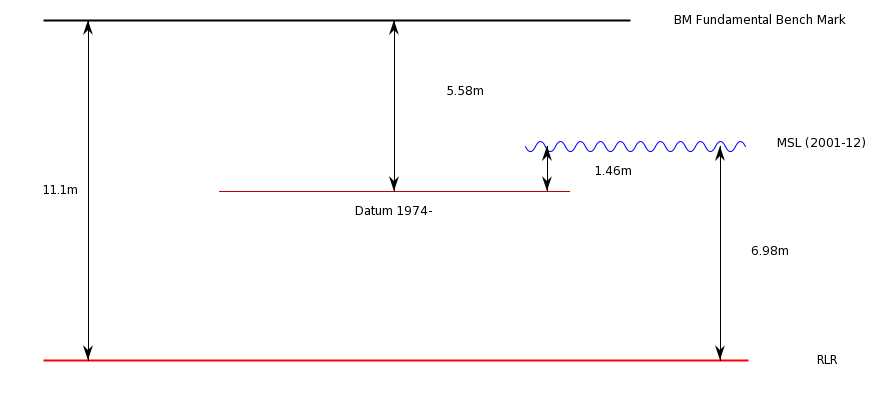 BM Fundamental Bench Mark
5.58m
MSL (2001-12)
1.46m
11.1m
Datum 1974-
6.98m
RLR